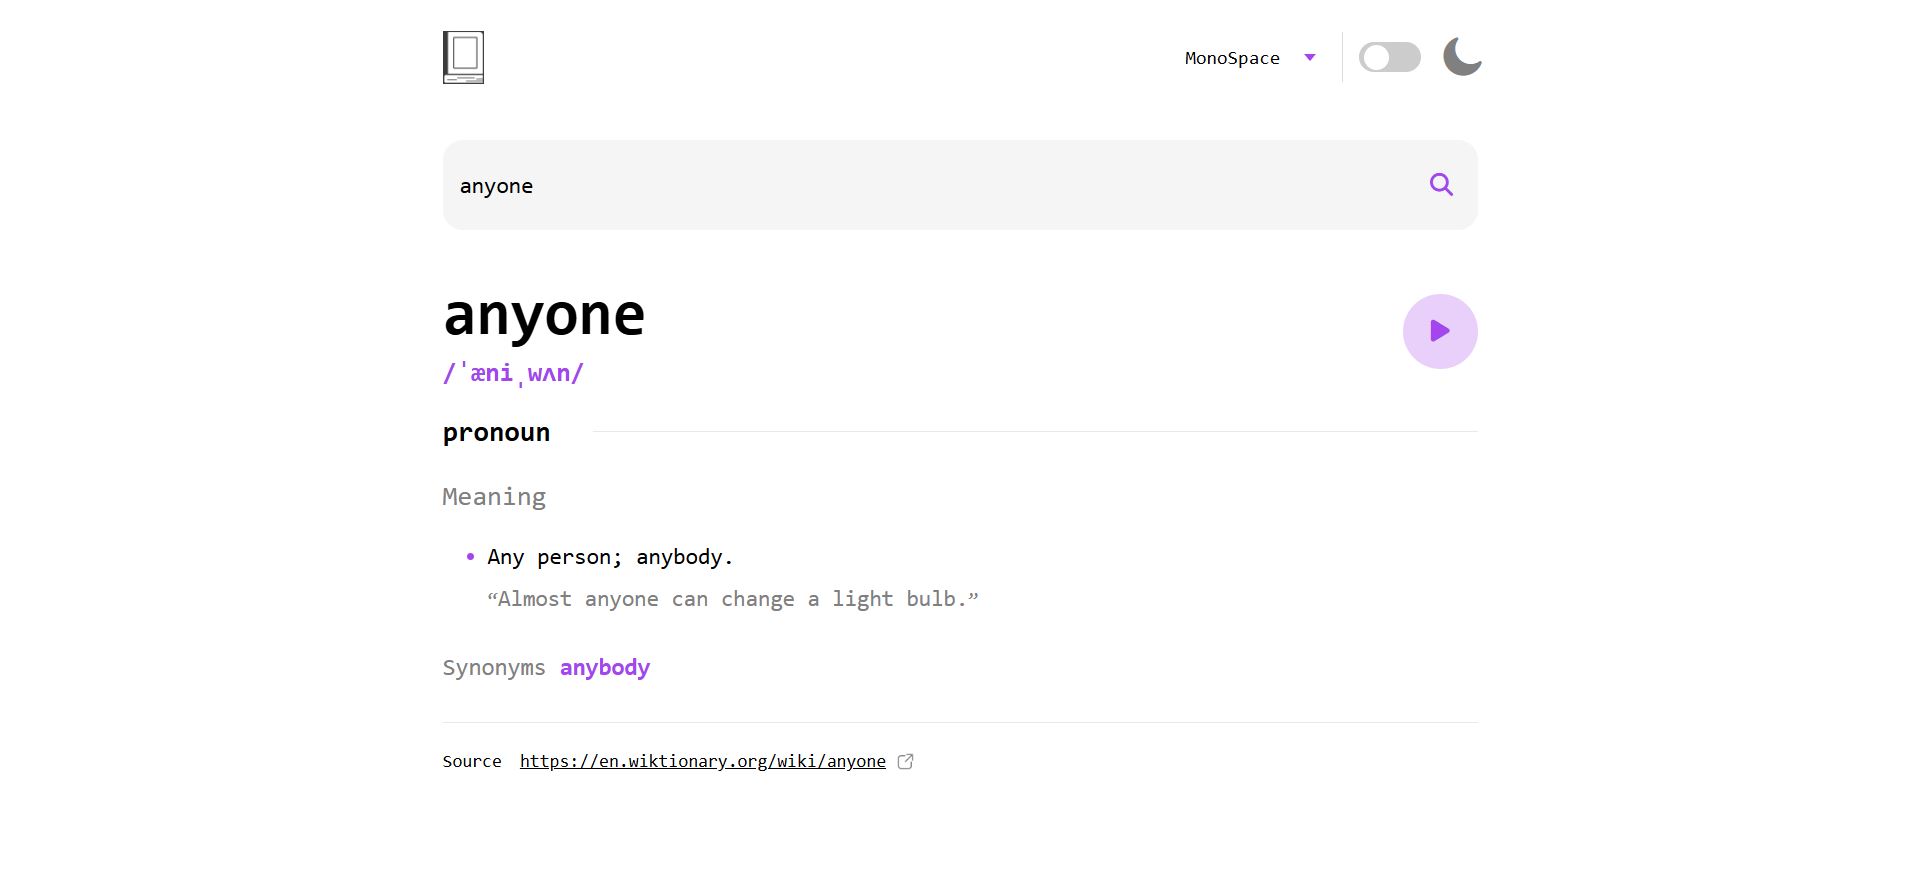 MonoSpace
anyone
anyone
/ˈæniˌwʌn/
pronoun
Meaning
• Any person; anybody.
“Almost anyone can change a light bulb.”
Synonyms anybody
Source https://en.wiktionary.org/wiki/anyone